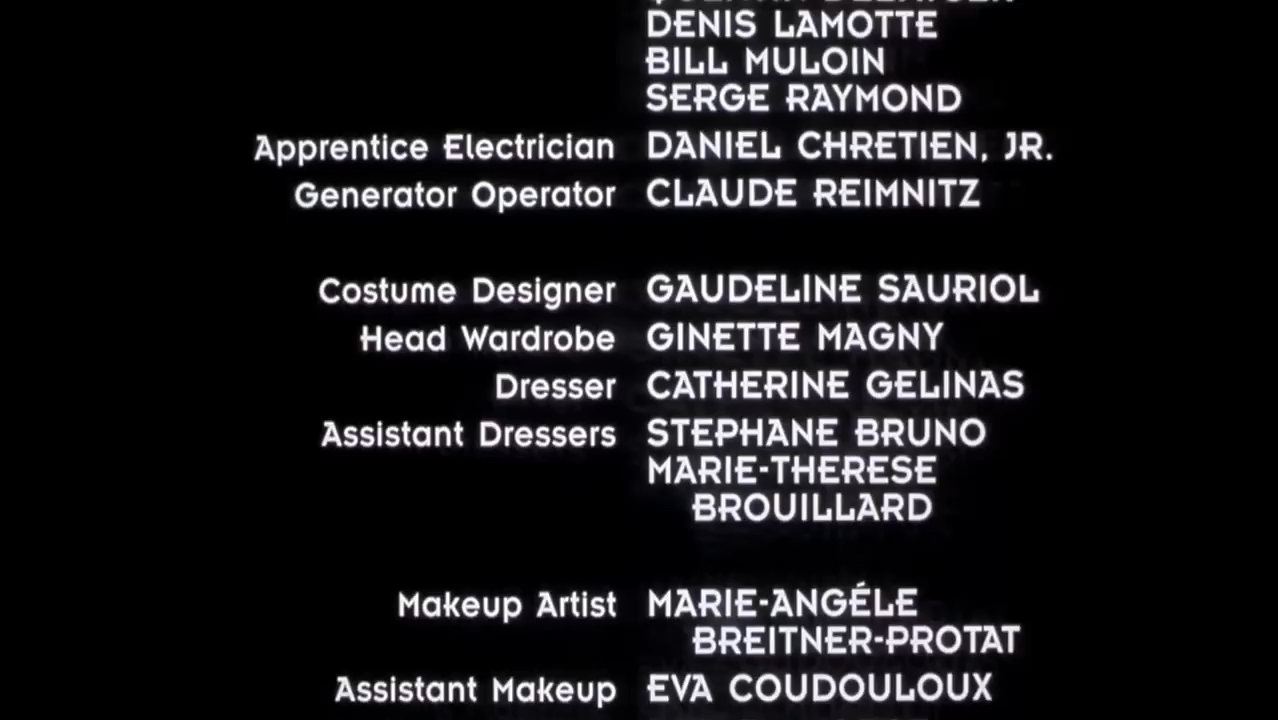 DENIS LAMOTTE
BILL MULOIN
SERGE RAYMOND
Apprentice Electrician DANIEL CHRETIEN, JR.
Generator Operator CLAUDE REIMNITZ
Costume Designer GAUDELINE SAURIOL
Head Wardrobe GINETTE MAGNY
Dresser CATHERINE GELINAS
Assistant Dressers STEPHANE BRUNO
MARIE-THERESE
BROUILLARD
Makeup Artist MARIE-ANGÉLE
BREITNER-PROTAT
Assistant Makeup EVA COUDOULOUX